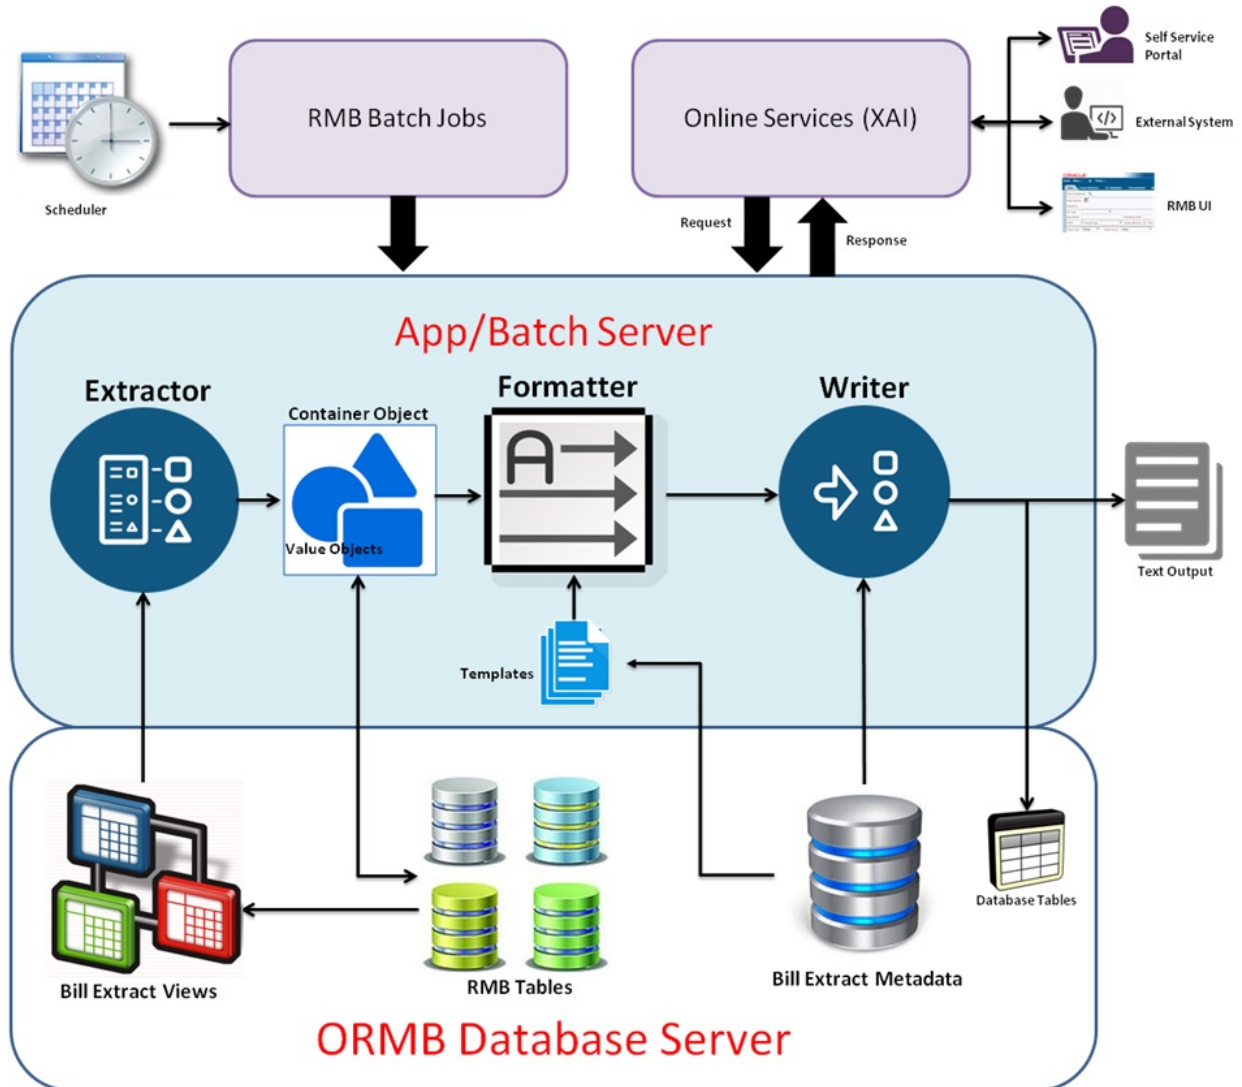 RMB Batch Jobs
Online Services (XAI)
Self Service
Portal
External System
ORACLE
RMB UI
Scheduler
Request
Response
App/Batch Server
Extractor
Formatter
Writer
Container Object
A
Value Objects
Text Output
Templates
Database Tables
Bill Extract Views
RMB Tables
Bill Extract Metadata
ORMB Database Server